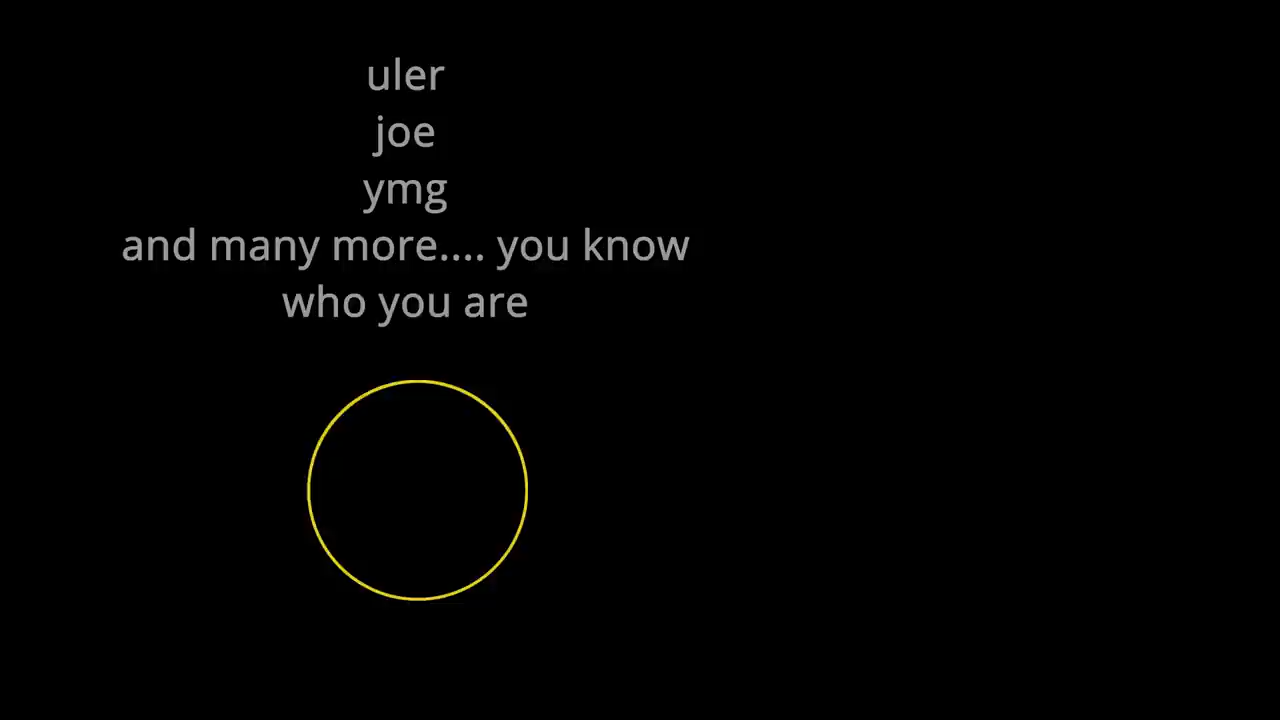 uler
joe
ymg
and many more.... you know
who you are